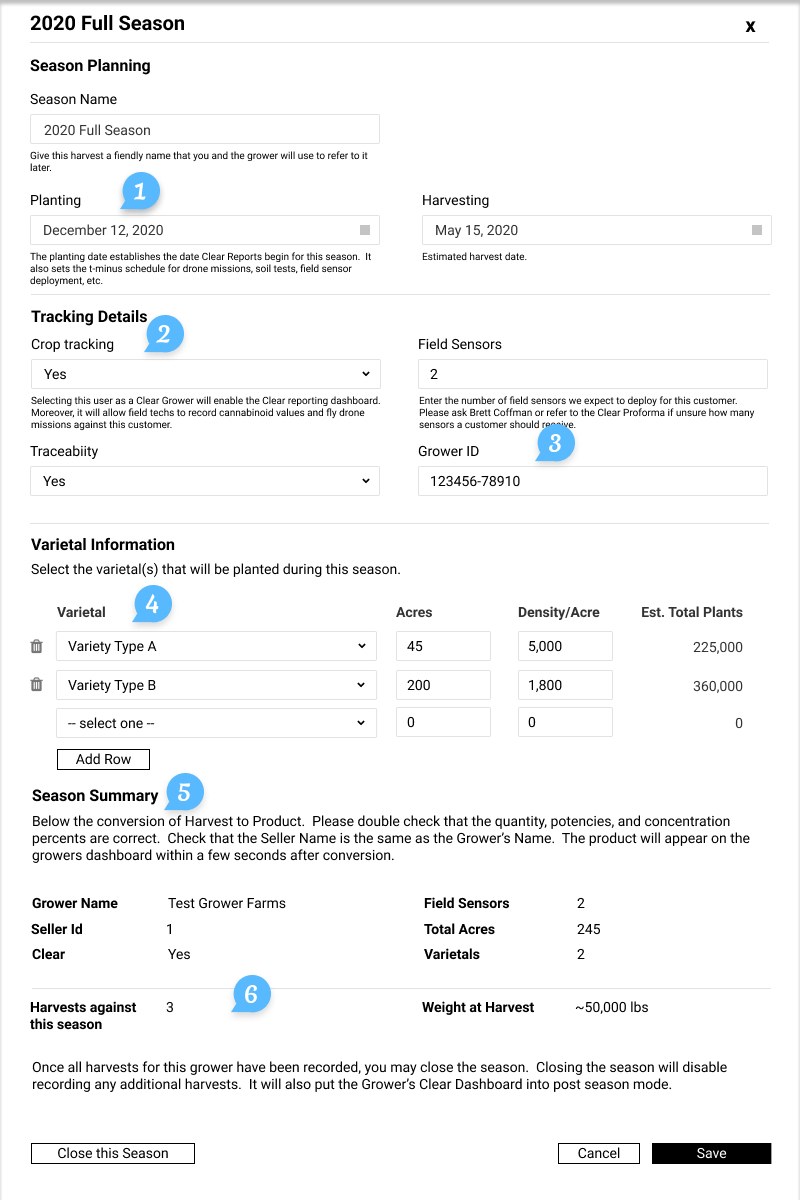 2020 Full Season
x
Season Planning
Season Name
2020 Full Season
Give this harvest a fiendly name that you and the grower will use to refer to it
later.
1
Planting
Harvesting
December 12, 2020
May 15, 2020
The planting date establishes the date Clear Reports begin for this season. It
also sets the t-minus schedule for drone missions, soil tests, field sensor
deployment, etc.
Estimated harvest date.
Tracking Details
2
Crop tracking
Field Sensors
Yes
2
Selecting this user as a Clear Grower will enable the Clear reporting dashboard.
Moreover, it will allow field techs to record cannabinoid values and fly drone
missions against this customer.
Enter the number of field sensors we expect to deploy for this customer.
Please ask Brett Coffman or refer to the Clear Proforma if unsure how many
sensors a customer should receive.
3
Traceabiity
Grower ID
Yes
123456-78910
Varietal Information
Select the varietal(s) that will be planted during this season.
4
Varietal
Acres
Density/Acre
Est. Total Plants
Variety Type A
45
5,000
225,000
Variety Type B
200
1,800
360,000
-- select one --
0
0
0
Add Row
Season Summary
5
Below the conversion of Harvest to Product. Please double check that the quantity, potencies, and concentration
percents are correct. Check that the Seller Name is the same as the Grower's Name. The product will appear on the
growers dashboard within a few seconds after conversion.
Grower Name
Test Grower Farms
Field Sensors
2
Seller Id
1
Total Acres
245
Clear
Yes
Varietals
2
6
Harvests against
this season
3
Weight at Harvest
~50,000 lbs
Once all harvests for this grower have been recorded, you may close the season. Closing the season will disable
recording any additional harvests. It will also put the Grower's Clear Dashboard into post season mode.
Close this Season
Cancel
Save